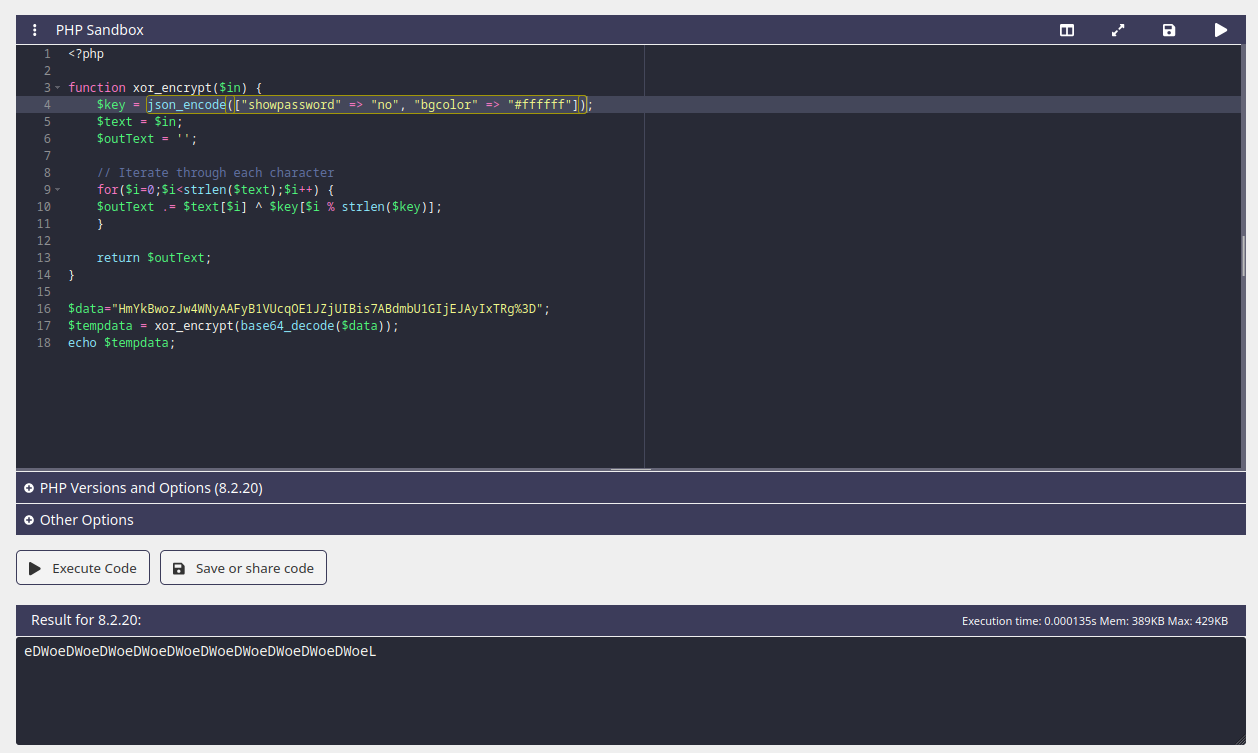 PHP Sandbox
1 <?php
2
3 function xor_encrypt($in) {
4 $key = json_encode(["showpassword" => "no", "bgcolor" => "#ffffff"]);
5 $text = $in;
6 $outText = '';
7
8 // Iterate through each character
9 for($i=0;$i<strlen($text);$i++) {
10 $outText .= $text[$i] ^ $key[$i % strlen($key)];
11 }
12
13 return $outText;
14 }
15
16 $data="HmYkBwozJw4WNyAAFyB1VUcqOE1JZjUIBis7ABdmbU1GIjEJAyIxTRg%3D";
17 $tempdata = xor_encrypt(base64_decode($data));
18 echo $tempdata;
PHP Versions and Options (8.2.20)
Other Options
Execute Code Save or share code
Result for 8.2.20: Execution time: 0.000135s Mem: 389KB Max: 429KB
eDWoeDWoeDWoeDWoeDWoeDWoeDWoeDWoeDWoeDWoeL